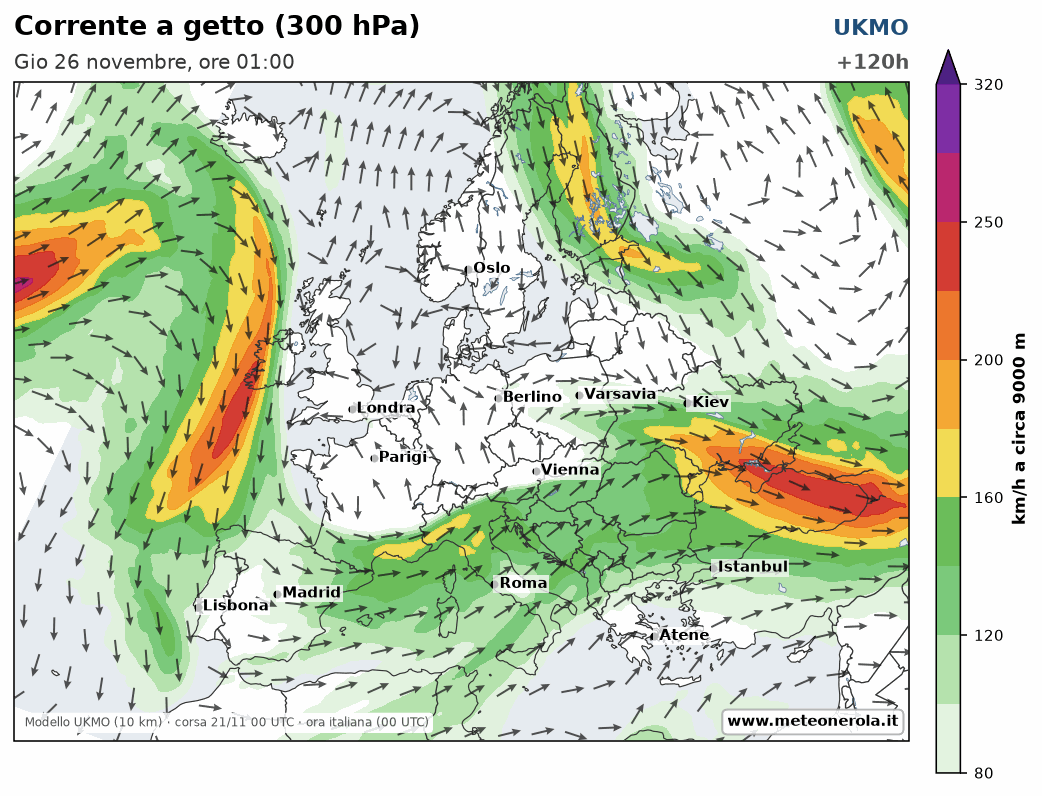 Corrente a getto (300 hPa)
UKMO
Gio 26 novembre, ore 01:00
+120h
320
250
200
160
120
80
km/h a circa 9000 m
Oslo
Berlino
Varsavia
Londra
Kiev
Parigi
Vienna
Istanbul
Roma
Madrid
Lisbona
Atene
Modello UKMO (10 km) · corsa 21/11 00 UTC · ora italiana (00 UTC)
www.meteonerola.it